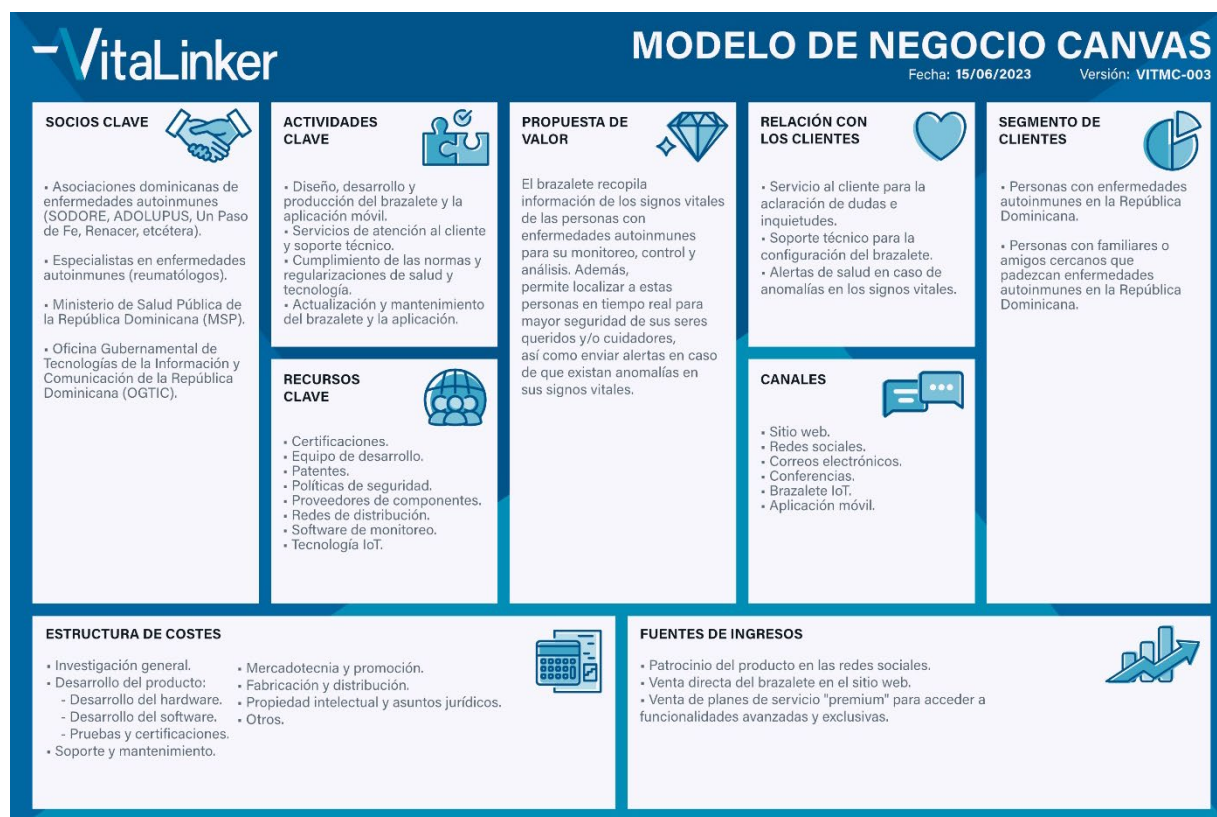 VitaLinker
MODELO DE NEGOCIO CANVAS
Fecha: 15/06/2023 Versión: VITMC-003
SOCIOS CLAVE
• Asociaciones dominicanas de
enfermedades autoinmunes
(SODORE, ADOLUPUS, Un Paso
de Fe, Renacer, etcétera).
• Especialistas en enfermedades
autoinmunes (reumatólogos).
• Ministerio de Salud Pública de
la República Dominicana (MSP).
• Oficina Gubernamental de
Tecnologías de la Información y
Comunicación de la República
Dominicana (OGTIC).
ACTIVIDADES
CLAVE
• Diseño, desarrollo y
producción del brazalete y la
aplicación móvil.
• Servicios de atención al cliente
y soporte técnico.
• Cumplimiento de las normas y
regularizaciones de salud y
tecnología.
• Actualización y mantenimiento
del brazalete y la aplicación.
RECURSOS
CLAVE
• Certificaciones.
• Equipo de desarrollo.
• Patentes.
• Políticas de seguridad.
• Proveedores de componentes.
• Redes de distribución.
• Software de monitoreo.
• Tecnología IoT.
PROPUESTA DE
VALOR
El brazalete recopila
información de los signos vitales
de las personas con
enfermedades autoinmunes
para su monitoreo, control y
análisis. Además,
permite localizar a estas
personas en tiempo real para
mayor seguridad de sus seres
queridos y/o cuidadores,
así como enviar alertas en caso
de que existan anomalías en
sus signos vitales.
RELACIÓN CON
LOS CLIENTES
• Servicio al cliente para la
aclaración de dudas e
inquietudes.
• Soporte técnico para la
configuración del brazalete.
• Alertas de salud en caso de
anomalías en los signos vitales.
CANALES
• Sitio web.
• Redes sociales.
• Correos electrónicos.
• Conferencias.
• Brazalete IoT.
• Aplicación móvil.
SEGMENTO DE
CLIENTES
• Personas con enfermedades
autoinmunes en la República
Dominicana.
• Personas con familiares o
amigos cercanos que
padezcan enfermedades
autoinmunes en la República
Dominicana.
ESTRUCTURA DE COSTES
• Investigación general.
• Desarrollo del producto:
- Desarrollo del hardware.
- Desarrollo del software.
- Pruebas y certificaciones.
• Soporte y mantenimiento.
• Mercadotecnia y promoción.
• Fabricación y distribución.
• Propiedad intelectual y asuntos jurídicos.
• Otros.
FUENTES DE INGRESOS
• Patrocinio del producto en las redes sociales.
• Venta directa del brazalete en el sitio web.
• Venta de planes de servicio "premium" para acceder a
funcionalidades avanzadas y exclusivas.